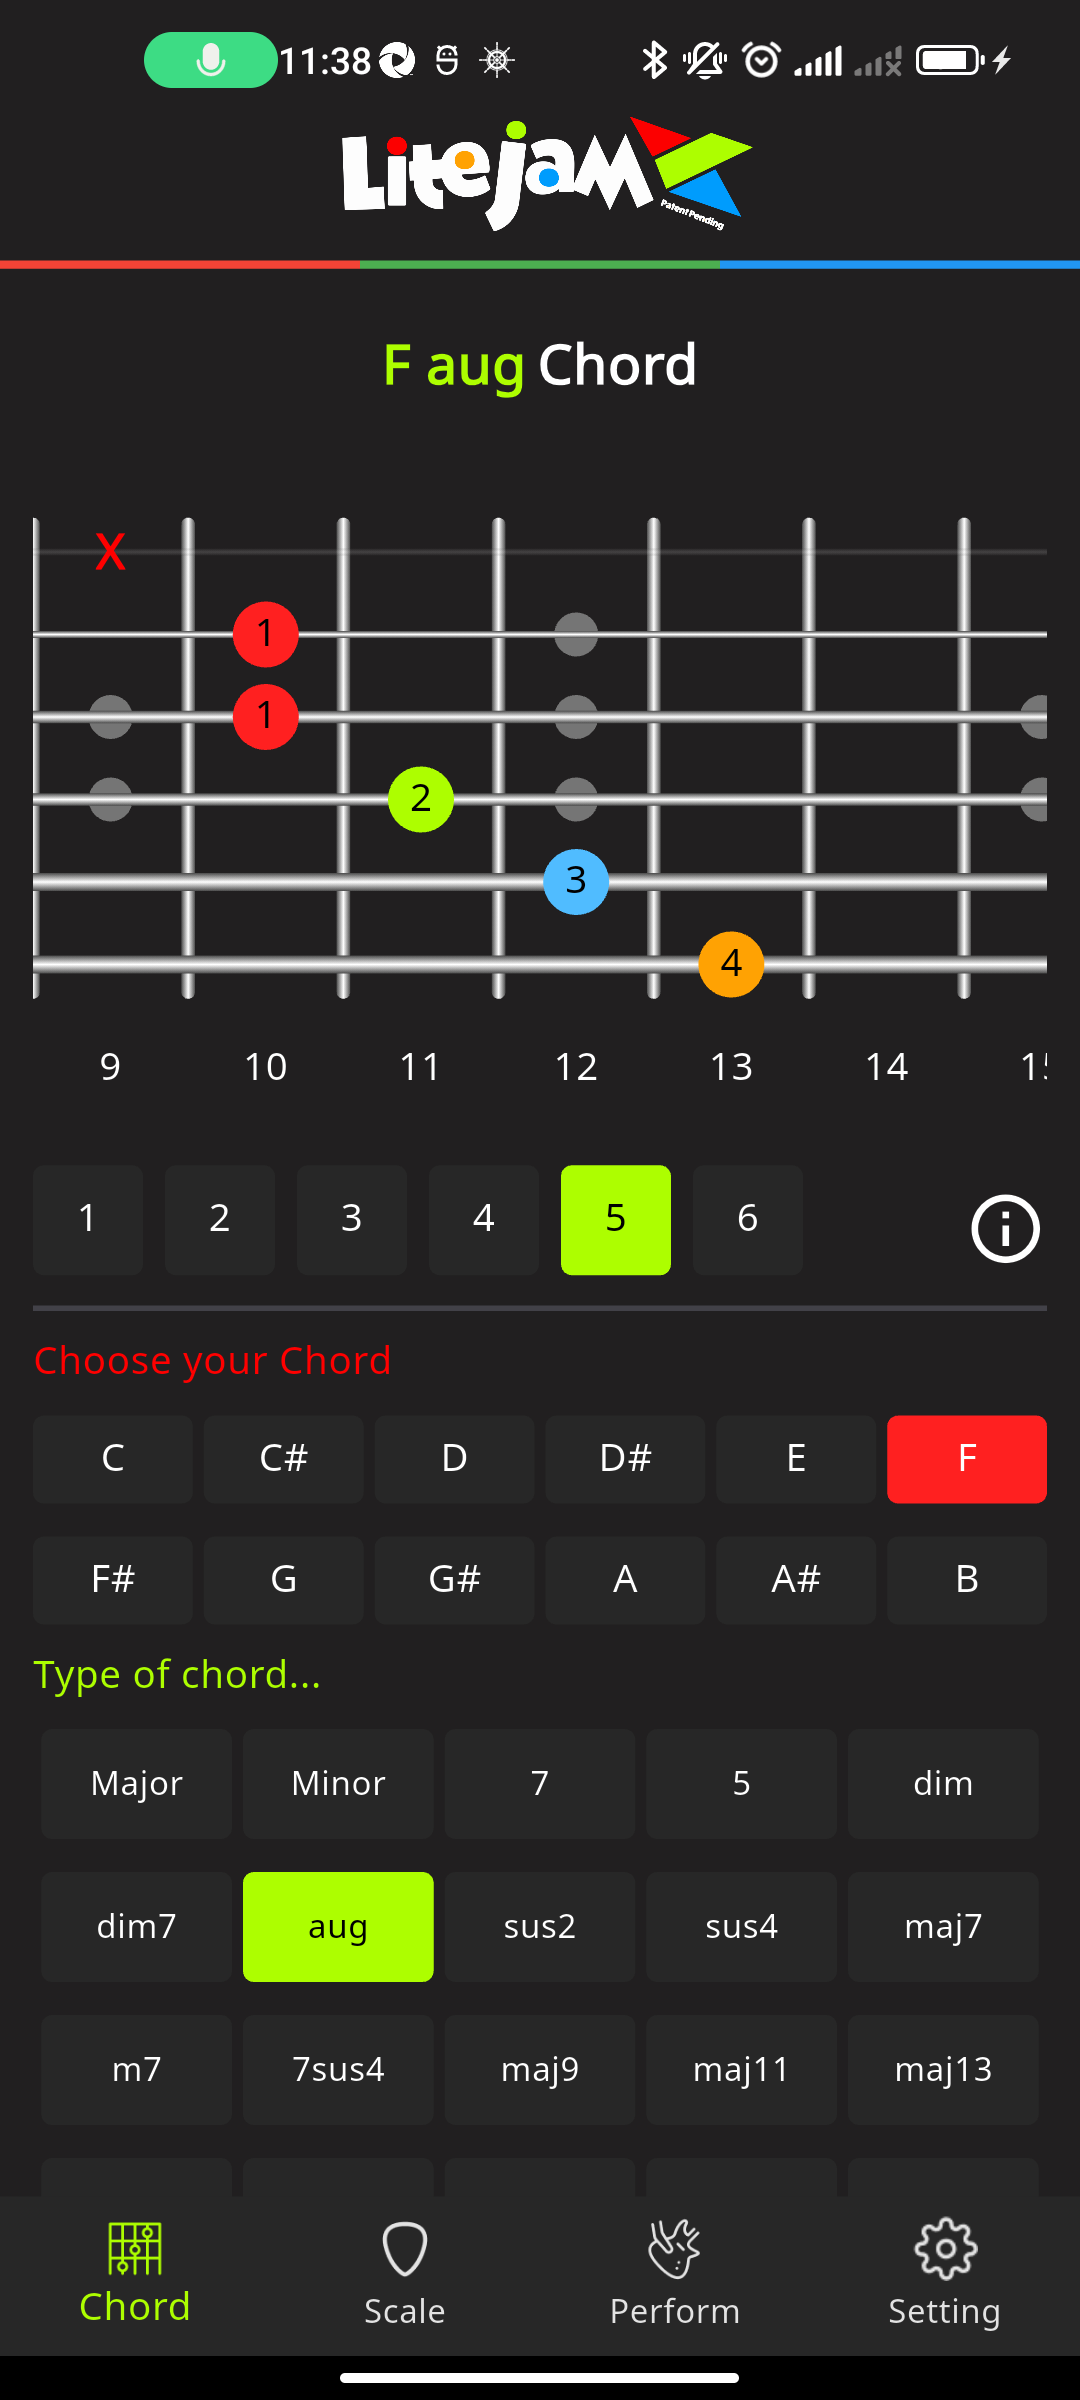 11:38
Litejam
Patent Pending
F aug Chord
X
1
1
2
3
4
9 10 11 12 13 14
1 2 3 4 5 6
Choose your Chord
C C# D D# E F
F# G G# A A# B
Type of chord...
Major Minor 7 5 dim
dim7 aug sus2 sus4 maj7
m7 7sus4 maj9 maj11 maj13
Chord Scale Perform Setting